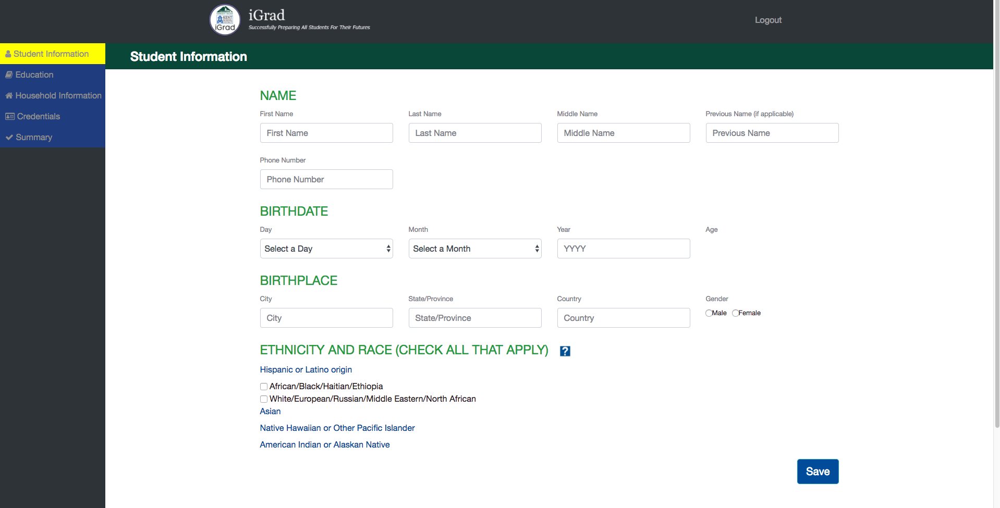 KENT
SCHOOL
DISTRICT
iGrad
iGrad
Successfully Preparing All Students For Their Futures
Logout
Student Information
Education
Household Information
Credentials
Summary
Student Information
NAME
First Name Last Name Middle Name Previous Name (if applicable)
First Name Last Name Middle Name Previous Name
Phone Number
Phone Number
BIRTHDATE
Day Month Year Age
Select a Day Select a Month YYYY
BIRTHPLACE
City State/Province Country Gender
City State/Province Country Male Female
ETHNICITY AND RACE (CHECK ALL THAT APPLY) ?
Hispanic or Latino origin
African/Black/Haitian/Ethiopia
White/European/Russian/Middle Eastern/North African
Asian
Native Hawaiian or Other Pacific Islander
American Indian or Alaskan Native
Save